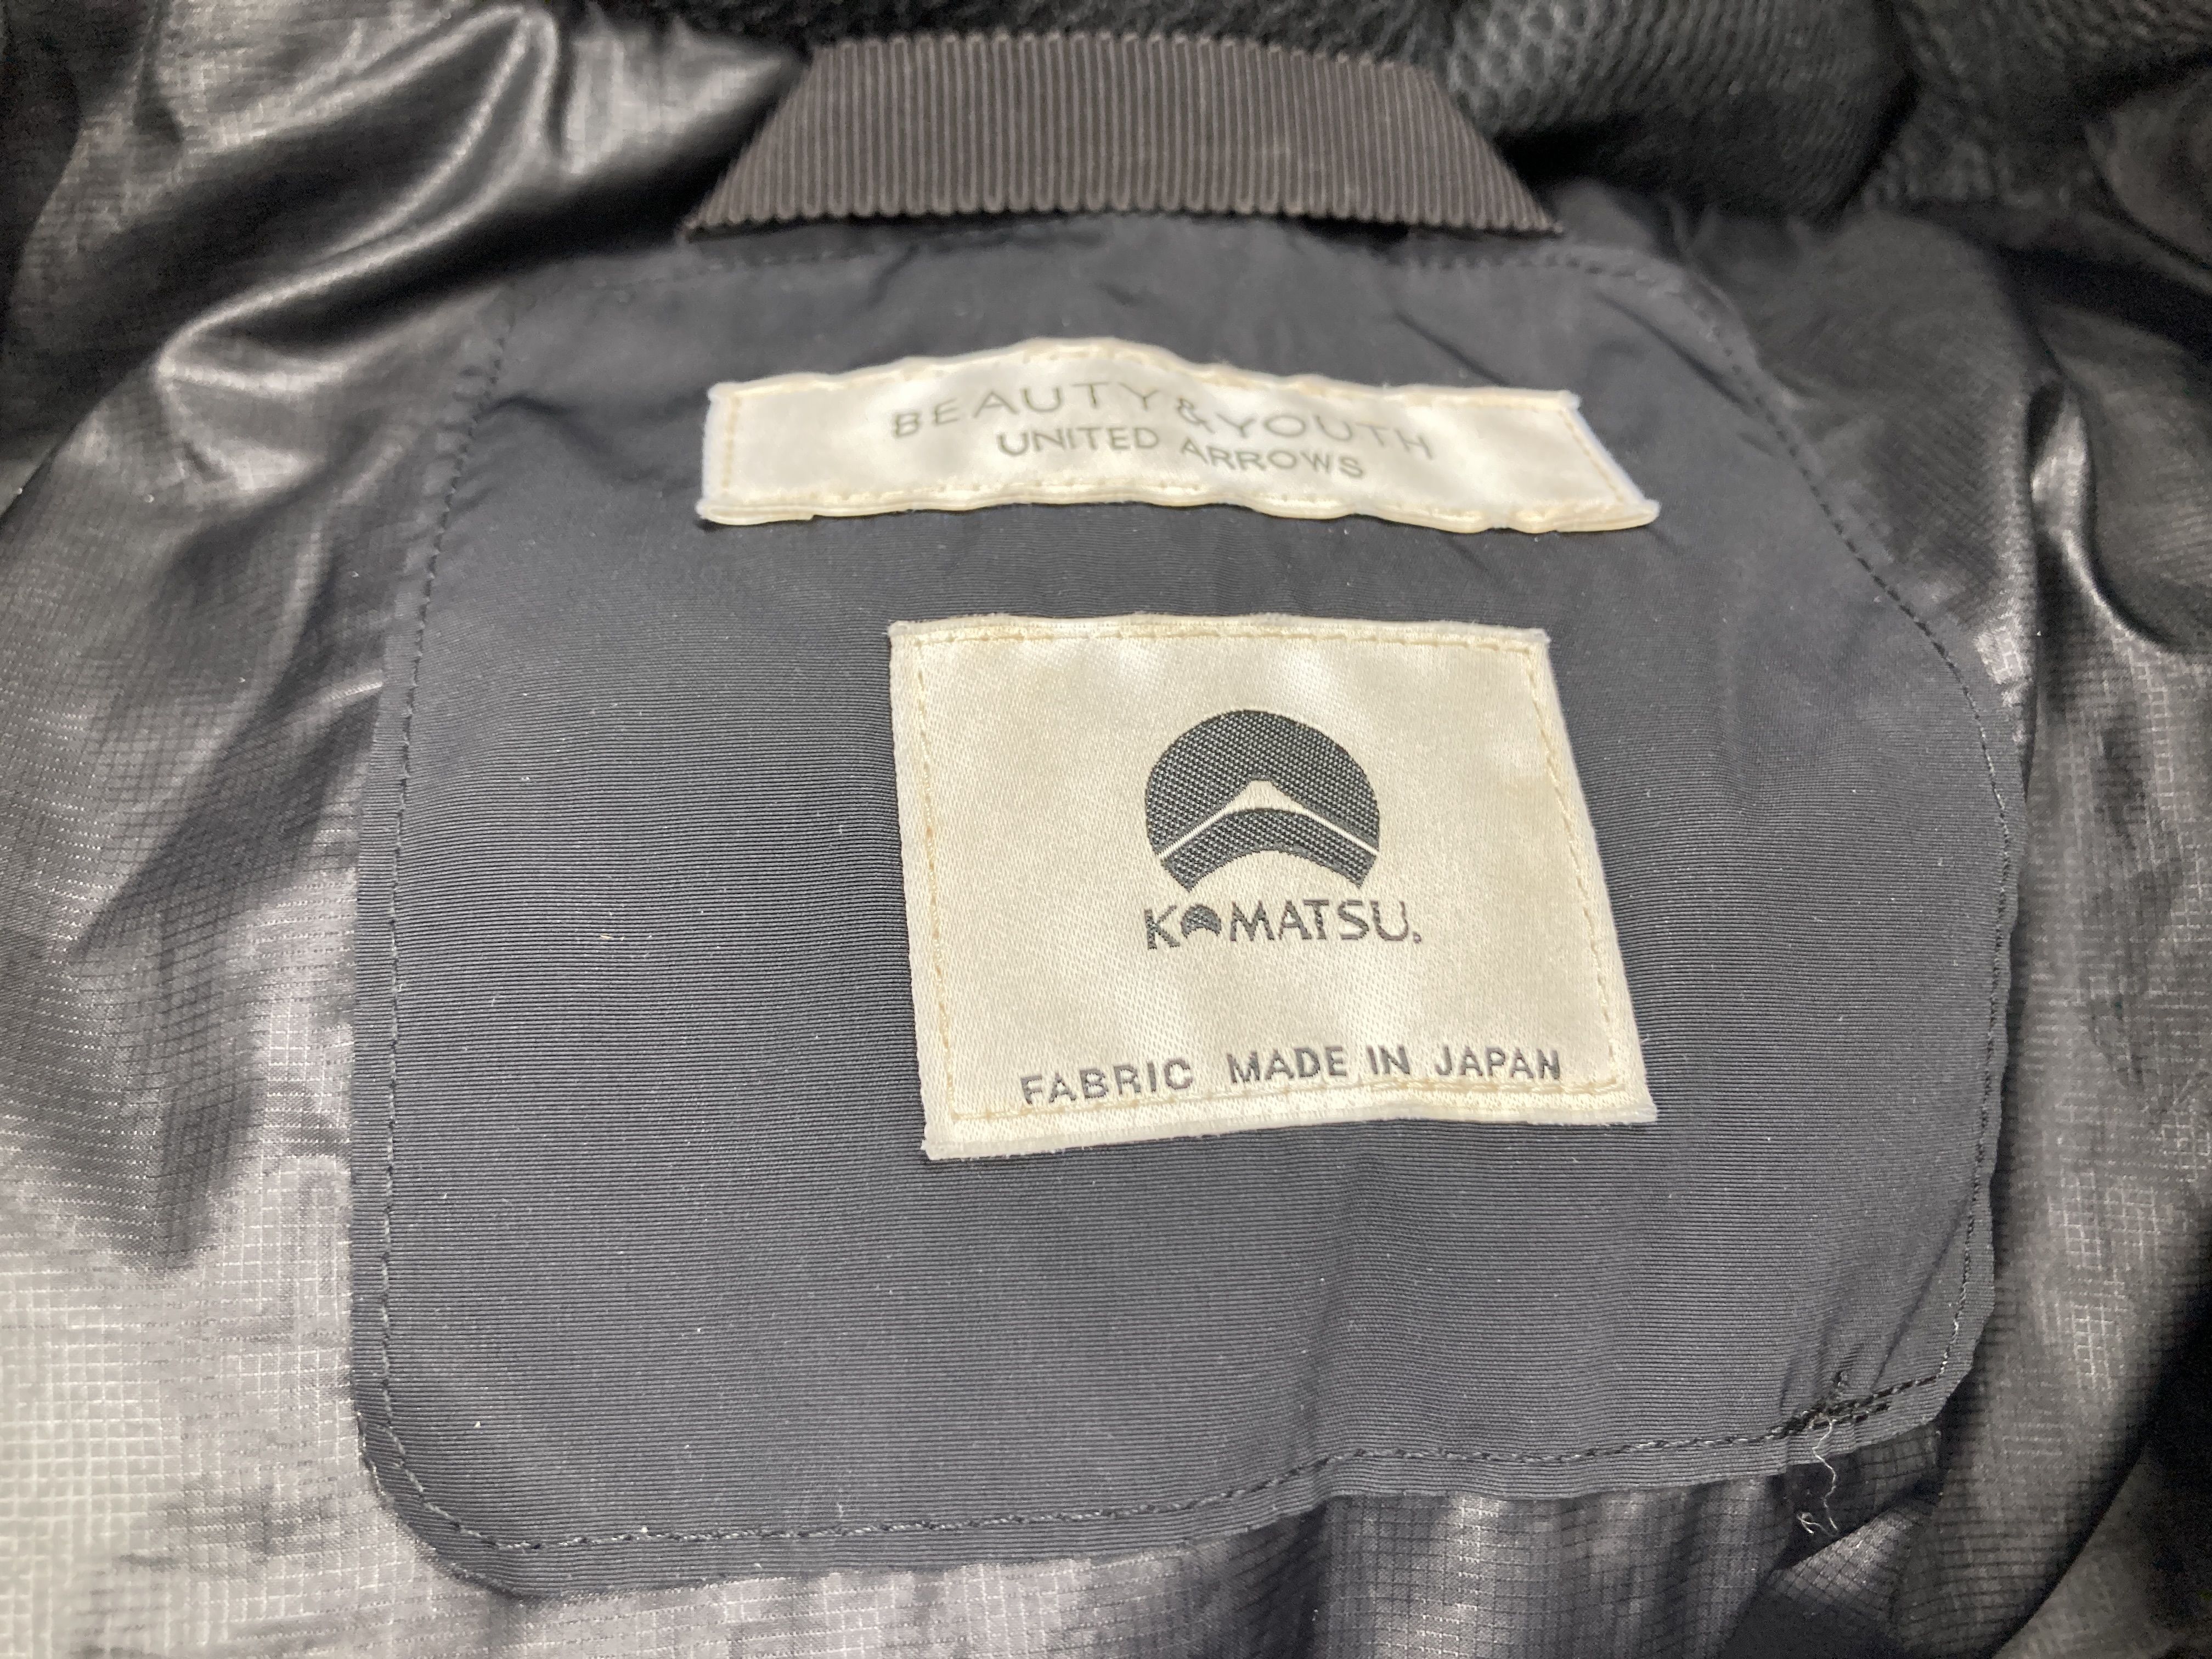 BEAUTY&YOUTH
UNITED ARROWS
KOMATSU.
FABRIC MADE IN JAPAN